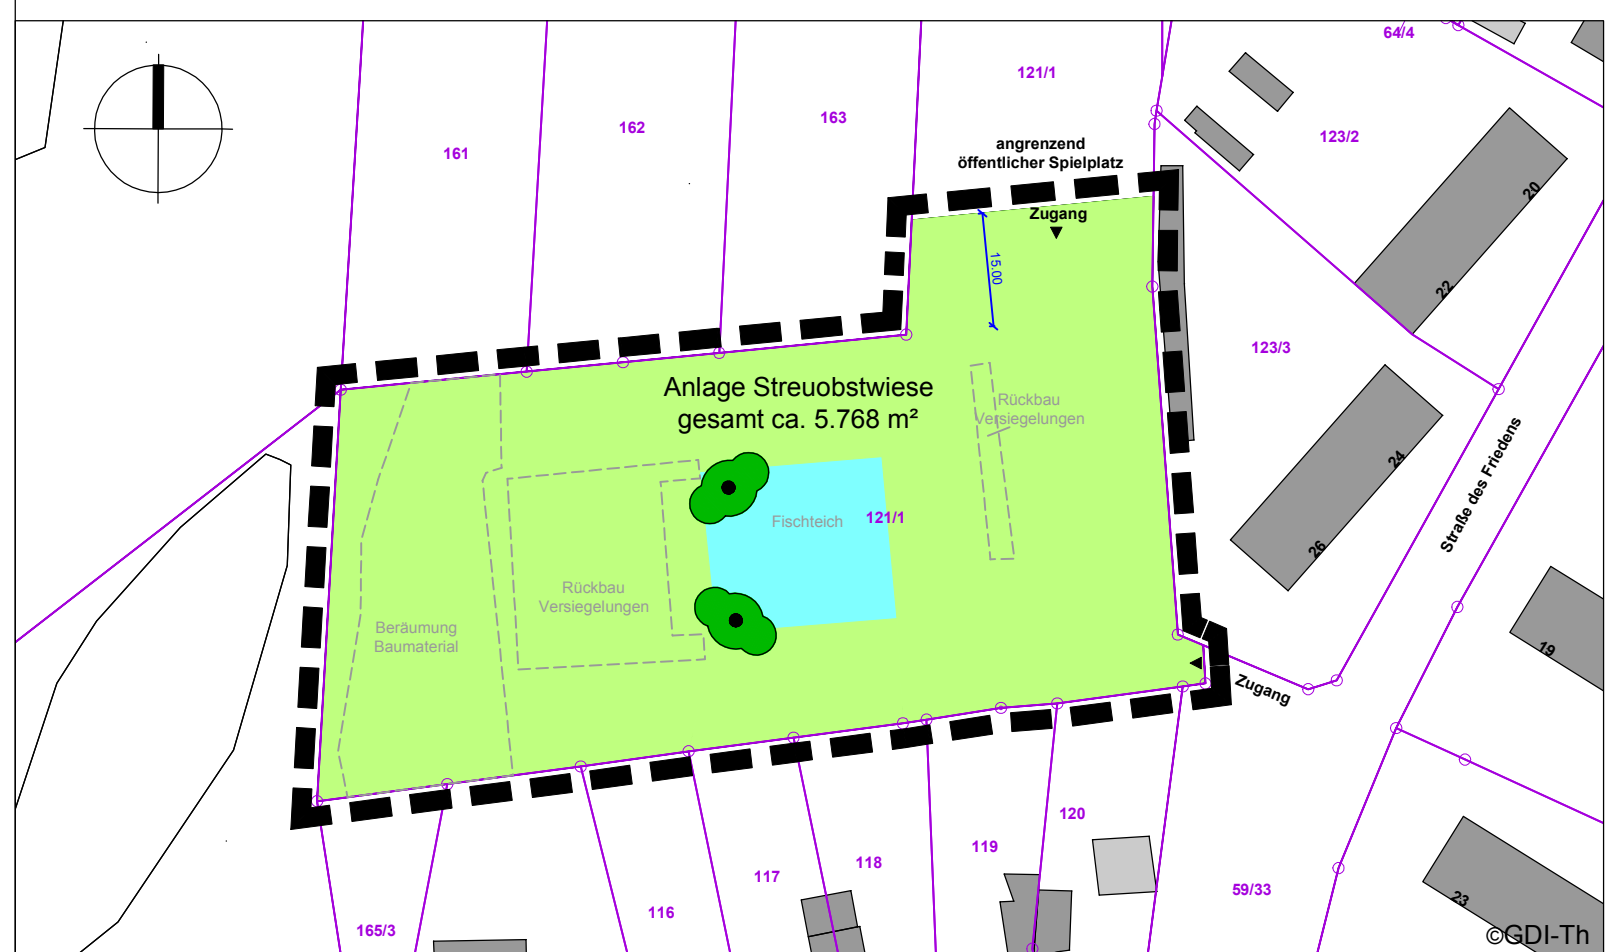 64/4
121/1
163
162
161
123/2
angrenzend
öffentlicher Spielplatz
20
Zugang
15.00
22
123/3
Anlage Streuobstwiese
gesamt ca. 5.768 m²
Rückbau
Versiegelungen
24
Straße des Friedens
Fischteich
121/1
26
Rückbau
Versiegelungen
Beräumung
Baumaterial
19
Zugang
120
119
118
117
116
165/3
59/33
23
©GDI-Th